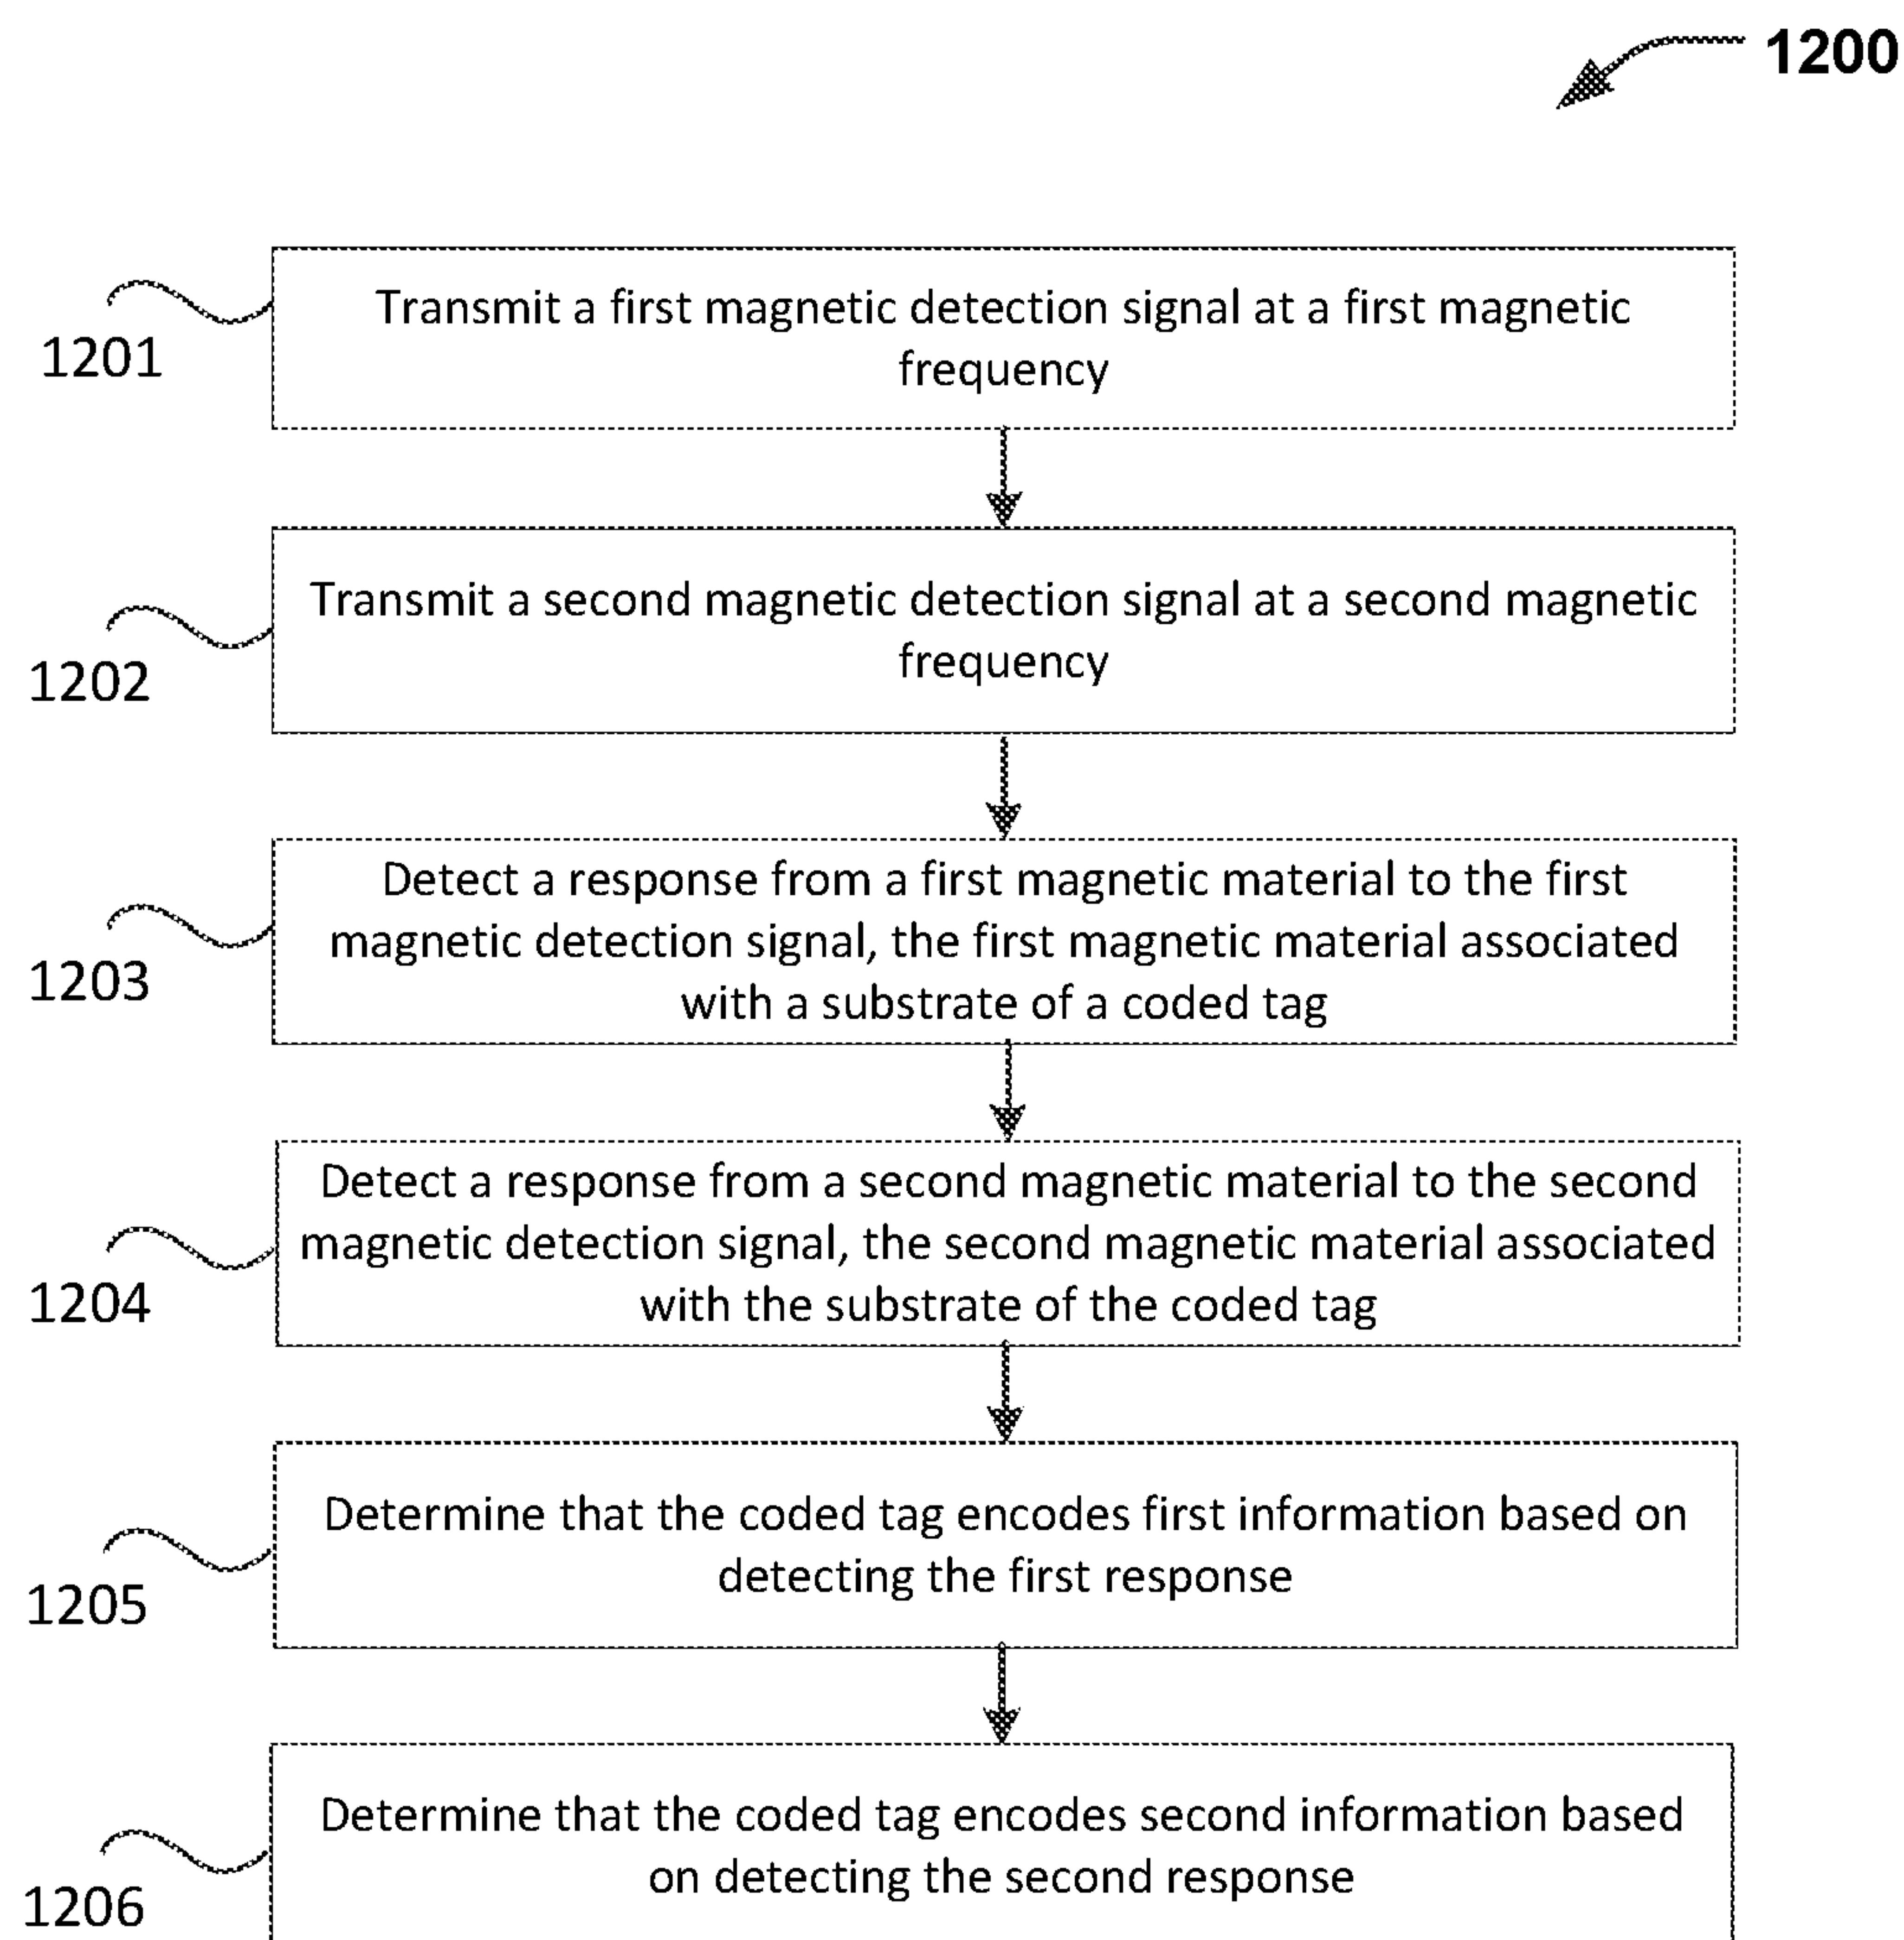 1200
Transmit a first magnetic detection signal at a first magnetic
frequency
1201
Transmit a second magnetic detection signal at a second magnetic
frequency
1202
Detect a response from a first magnetic material to the first
magnetic detection signal, the first magnetic material associated
with a substrate of a coded tag
1203
Detect a response from a second magnetic material to the second
magnetic detection signal, the second magnetic material associated
with the substrate of the coded tag
1204
Determine that the coded tag encodes first information based on
detecting the first response
1205
Determine that the coded tag encodes second information based
on detecting the second response
1206